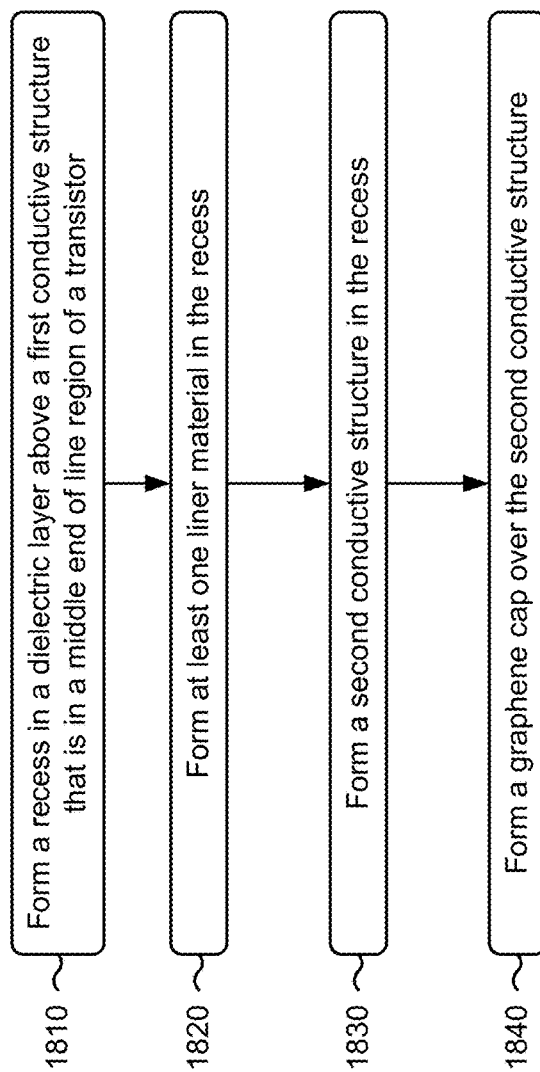 1810
Form a recess in a dielectric layer above a first conductive structure
that is in a middle end of line region of a transistor
1820
Form at least one liner material in the recess
1830
Form a second conductive structure in the recess
1840
Form a graphene cap over the second conductive structure